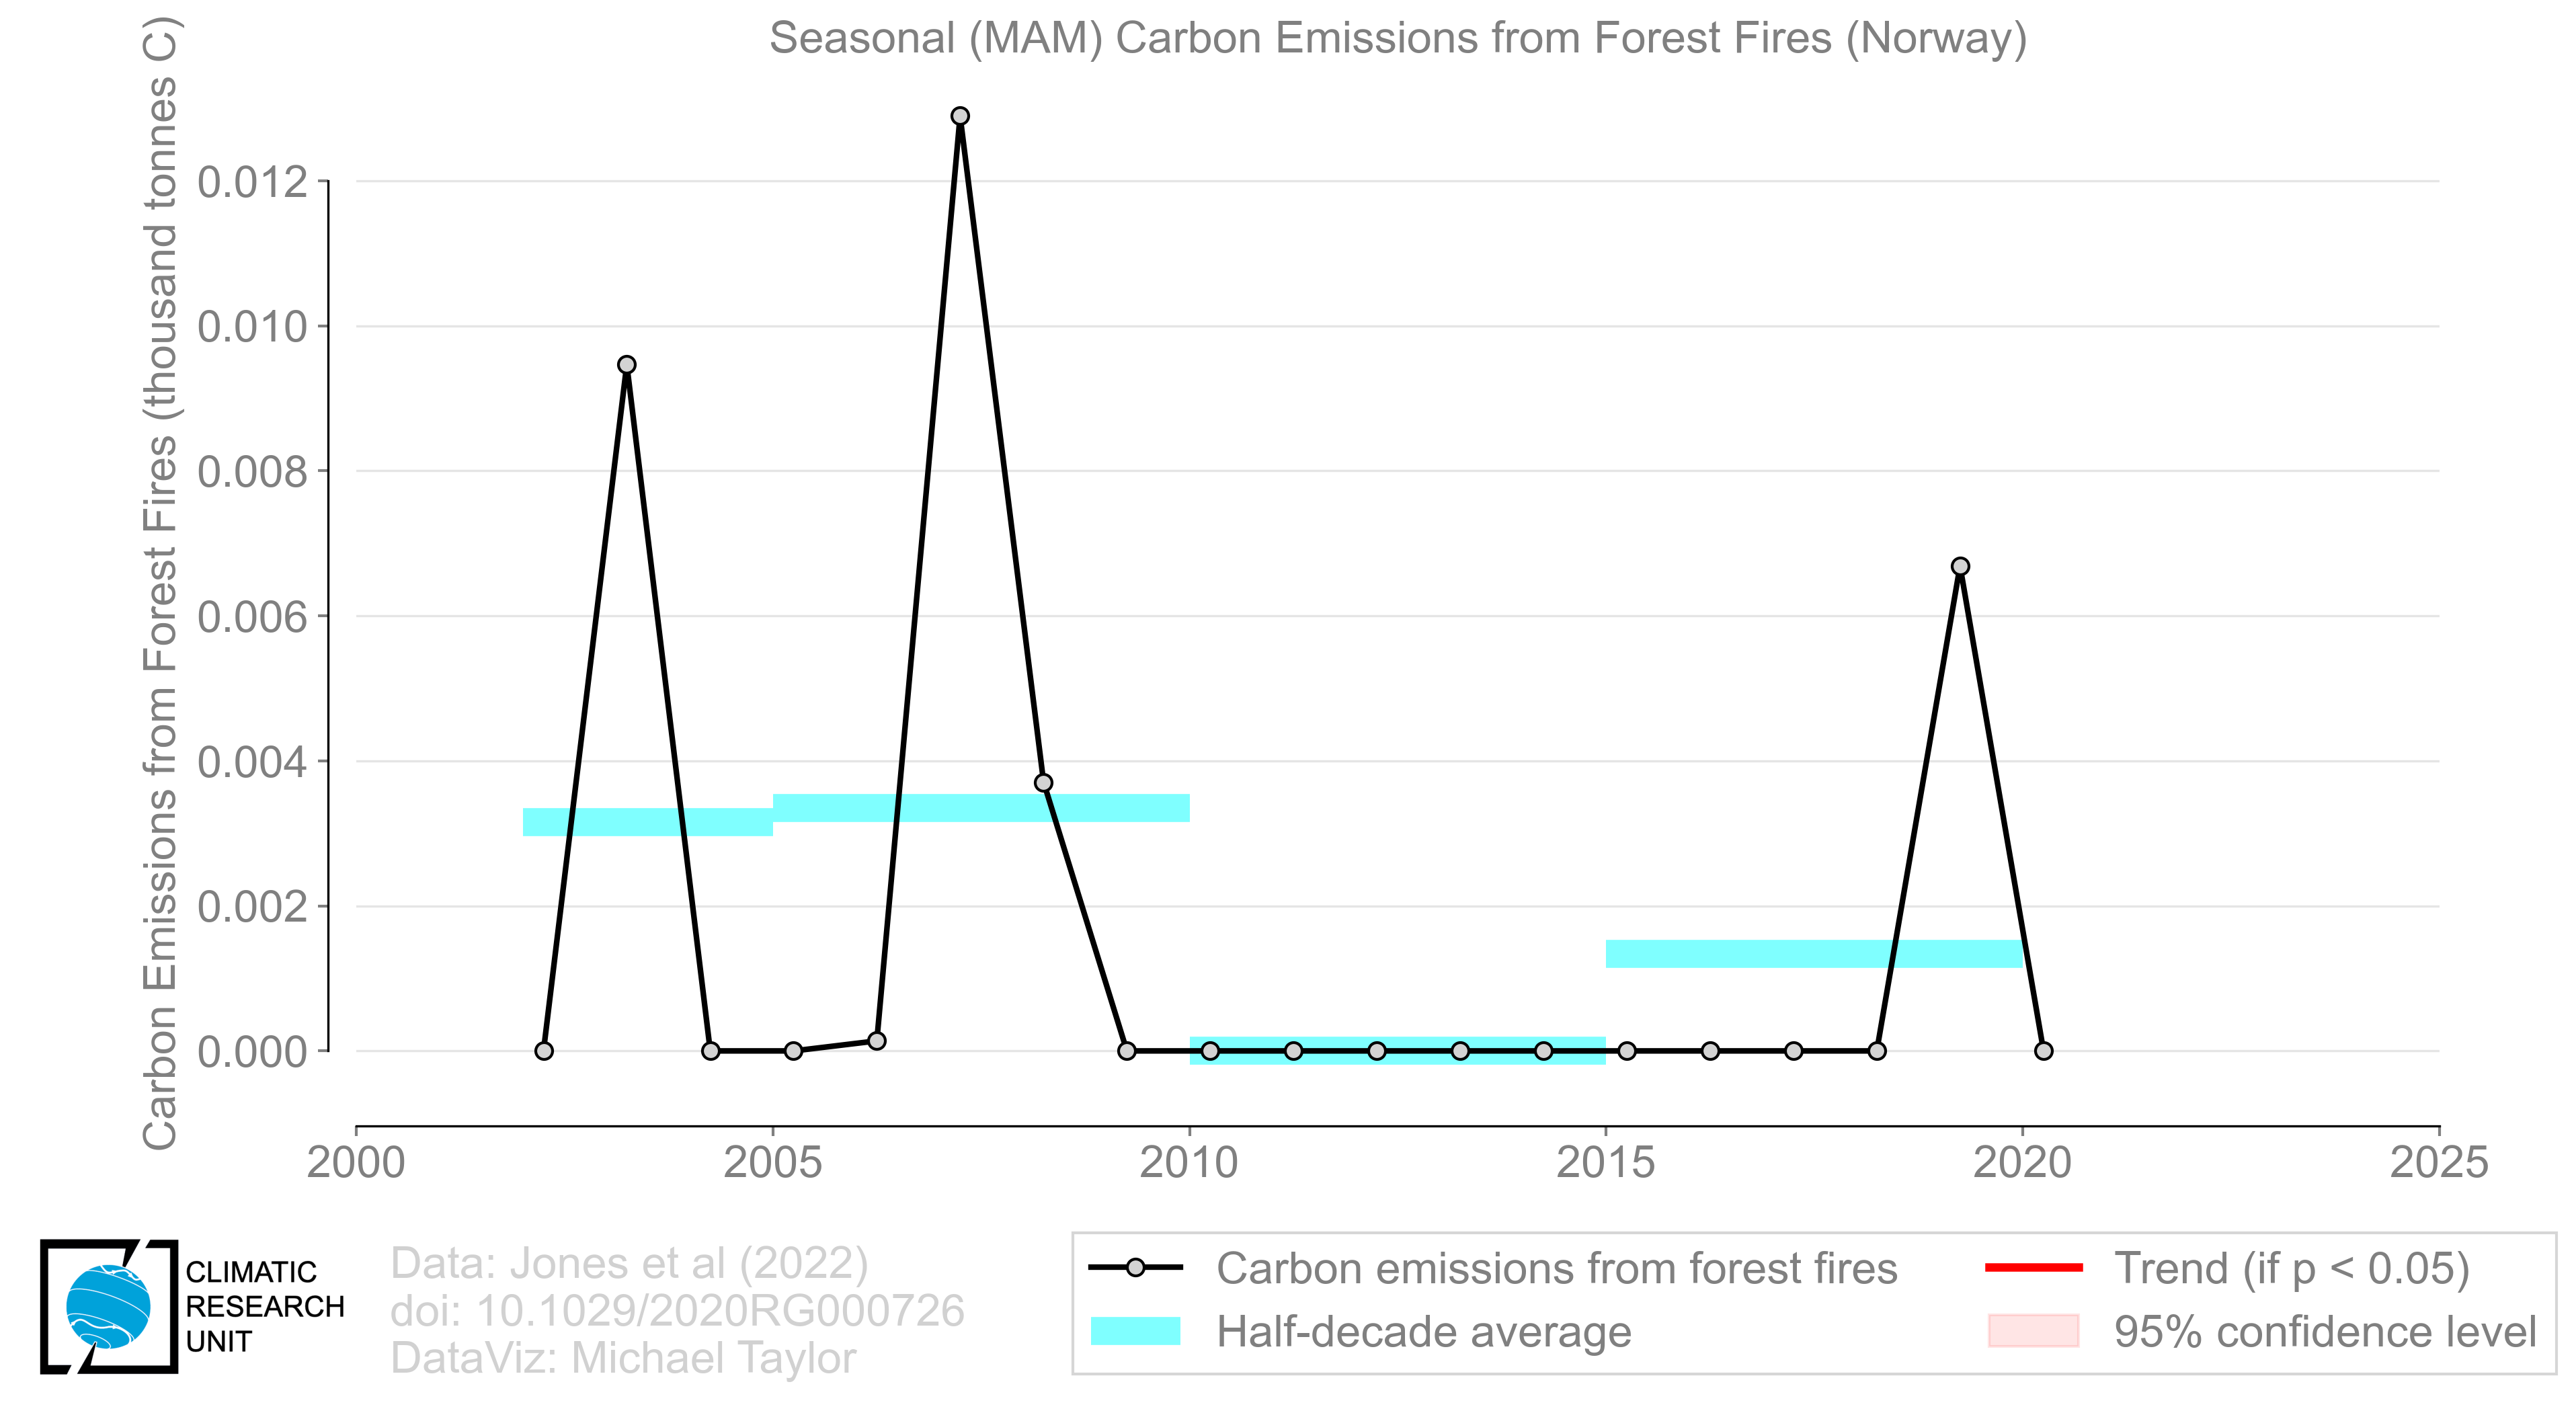 Seasonal (MAM) Carbon Emissions from Forest Fires (Norway)
Carbon Emissions from Forest Fires (thousand tonnes C)
0.012
0.010
0.008
0.006
0.004
0.002
0.000
2000 2005 2010 2015 2020 2025
CLIMATIC
RESEARCH
UNIT
Data: Jones et al (2022)
doi: 10.1029/2020RG000726
DataViz: Michael Taylor
Carbon emissions from forest fires
Half-decade average
Trend (if p < 0.05)
95% confidence level